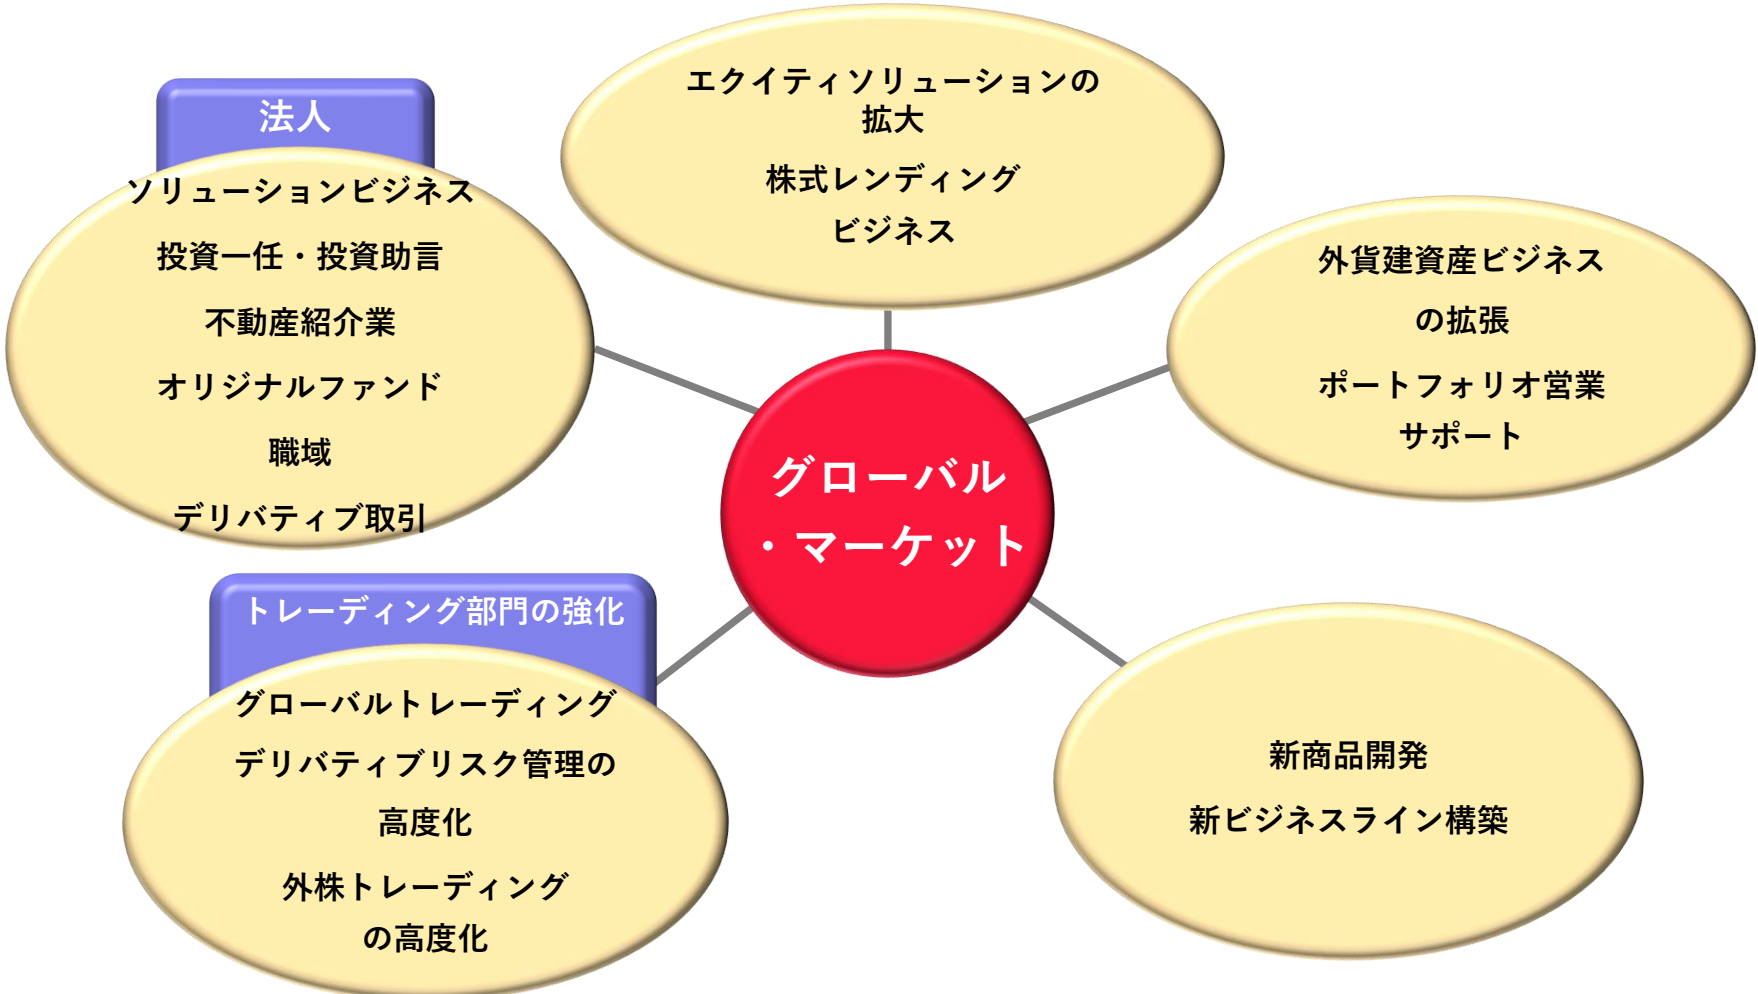 法人
ソリューションビジネス
投資一任・投資助言
不動産紹介業
オリジナルファンド
職域
デリバティブ取引
エクイティソリューションの
拡大
株式レンディング
ビジネス
外貨建資産ビジネス
の拡張
ポートフォリオ営業
サポート
グローバル
・マーケット
トレーディング部門の強化
グローバルトレーディング
デリバティブリスク管理の
高度化
外株トレーディング
の高度化
新商品開発
新ビジネスライン構築